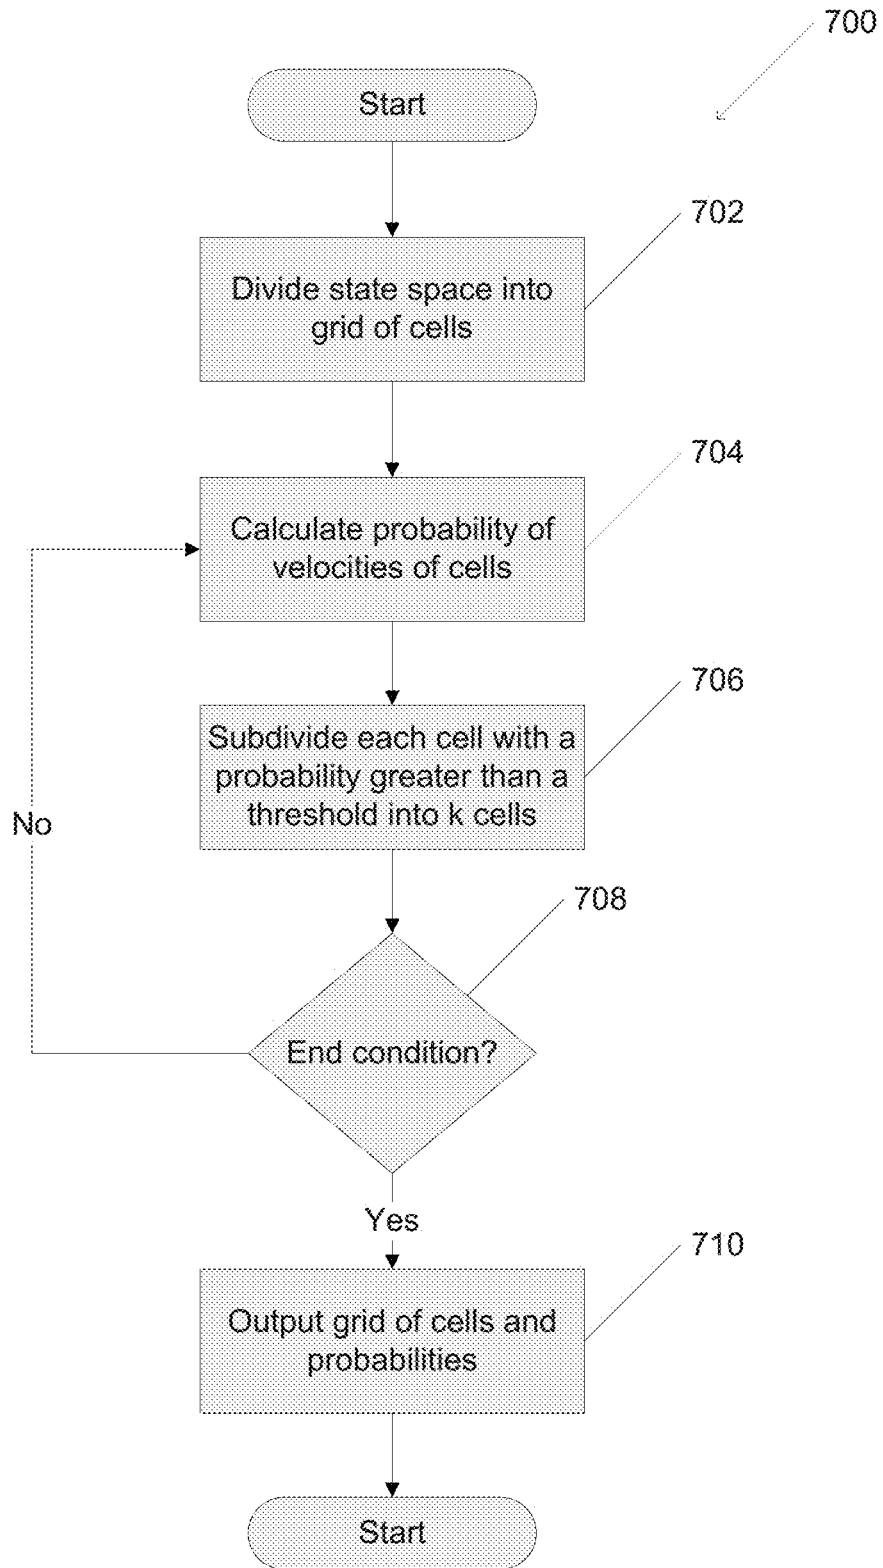 700
Start
702
Divide state space into
grid of cells
704
Calculate probability of
velocities of cells
706
Subdivide each cell with a
probability greater than a
threshold into k cells
No
708
End condition?
Yes
710
Output grid of cells and
probabilities
Start